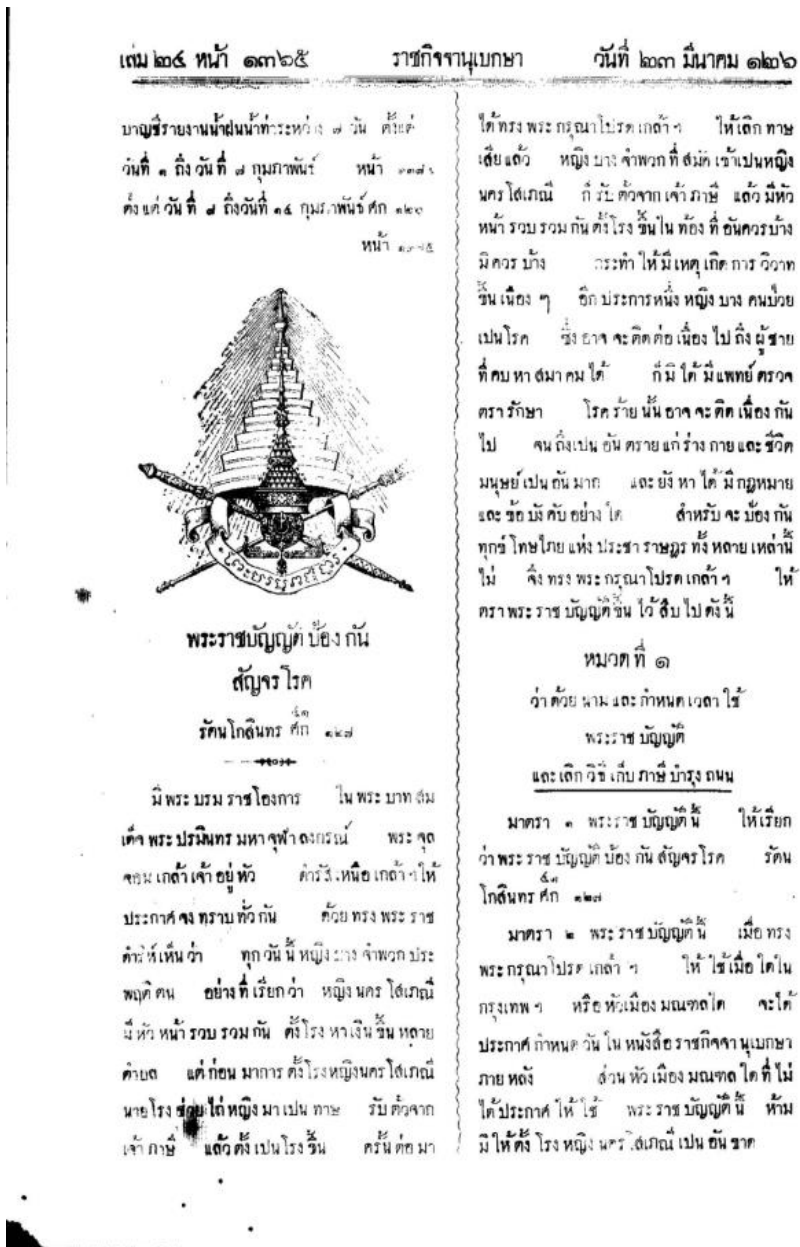 เล่ม ๒๔ หน้า ๑๓๖๕ ราชกิจจานุเบกษา วันที่ ๒๓ มีนาคม ๑๒๖
บาญชีรายงานน้ำฝนน้ำท่าระหว่าง ๗ วัน ตั้งแต่
วันที่ ๑ ถึง วัน ที่ ๗ กุมภาพันธ์ หน้า
ตั้ง แต่ วัน ที่ ๘ ถึงวันที่ ๑๔ กุมภาพันธ์ ศก ๑๒๖
หน้า
พระบรมราชโองการ
พระราชบัญญัติ ป้อง กัน
สัญจร โรค
รัตน โกสินทร ศก ๑๒๗
มี พระ บรม ราช โองการ ใน พระ บาท สม
เด็จ พระ ปรมินทร มหา จุฬา ลงกรณ์ พระ จุล
จอม เกล้า เจ้า อยู่ หัว ดำรัส เหนือ เกล้า ฯ ให้
ประกาศ จง ทราบ ทั่ว กัน ด้วย ทรง พระ ราช
ดำริห์ เห็น ว่า ทุก วัน นี้ หญิง บาง จำพวก ประ
พฤติ ตน อย่าง ที่ เรียก ว่า หญิง นคร โสเภณี
มี หัว หน้า รวบ รวม กัน ตั้ง โรง หา เงิน ขึ้น หลาย
ตำบล แต่ ก่อน มา การ ตั้ง โรง หญิง นคร โสเภณี
นาย โรง ช่วย ไถ่ หญิง มา เปน ทาษ รับ ตั๋ว จาก
เจ้า ภาษี แล้ว ตั้ง เปน โรง ขึ้น ครั้น ต่อ มา
ได้ ทรง พระ กรุณา โปรด เกล้า ฯ ให้ เลิก ทาษ
เสีย แล้ว หญิง บาง จำพวก ที่ สมัค เข้า เปน หญิง
นคร โสเภณี ก็ รับ ตั๋ว จาก เจ้า ภาษี แล้ว มี หัว
หน้า รวบ รวม กัน ตั้ง โรง ขึ้น ใน ท้อง ที่ อัน ควร บ้าง
มิ ควร บ้าง กระทำ ให้ มี เหตุ เกิด การ วิวาท
ขึ้น เนือง ๆ อีก ประการ หนึ่ง หญิง บาง คน ป่วย
เปน โรค ซึ่ง อาจ จะ ติด ต่อ เนื่อง ไป ถึง ผู้ ชาย
ที่ คบ หา สมา คม ได้ ก็ มิ ได้ มี แพทย์ ตรวจ
ตรา รักษา โรค ร้าย นั้น อาจ จะ ติด เนื่อง กัน
ไป จน ถึง เปน อัน ตราย แก่ ร่าง กาย และ ชีวิต
มนุษย์ เปน อัน มาก และ ยัง หา ได้ มี กฎหมาย
และ ข้อ บัง คับ อย่าง ใด สำหรับ จะ ป้อง กัน
ทุกข์ โทษ ไภย แห่ง ประชา ราษฎร ทั้ง หลาย เหล่า นี้
ไม่ จึ่ง ทรง พระ กรุณา โปรด เกล้า ฯ ให้
ตรา พระ ราช บัญญัติ ขึ้น ไว้ สืบ ไป ดัง นี้
หมวด ที่ ๑
ว่า ด้วย นาม และ กำหนด เวลา ใช้
พระราช บัญญัติ
และ เลิก วิธี เก็บ ภาษี บำรุง ถนน
มาตรา ๑ พระราช บัญญัติ นี้ ให้ เรียก
ว่า พระ ราช บัญญัติ ป้อง กัน สัญจร โรค รัตน
โกสินทร ศก ๑๒๗
มาตรา ๒ พระ ราช บัญญัติ นี้ เมื่อ ทรง
พระ กรุณา โปรด เกล้า ฯ ให้ ใช้ เมื่อ ใด ใน
กรุงเทพ ฯ หรือ หัวเมือง มณฑล ใด จะ ได้
ประกาศ กำหนด วัน ใน หนังสือ ราชกิจจา นุเบกษา
ภาย หลัง ส่วน หัว เมือง มณฑล ใด ที่ ไม่
ได้ ประกาศ ให้ ใช้ พระ ราช บัญญัติ นี้ ห้าม
มิ ให้ ตั้ง โรง หญิง นคร โสเภณี เปน อัน ขาด